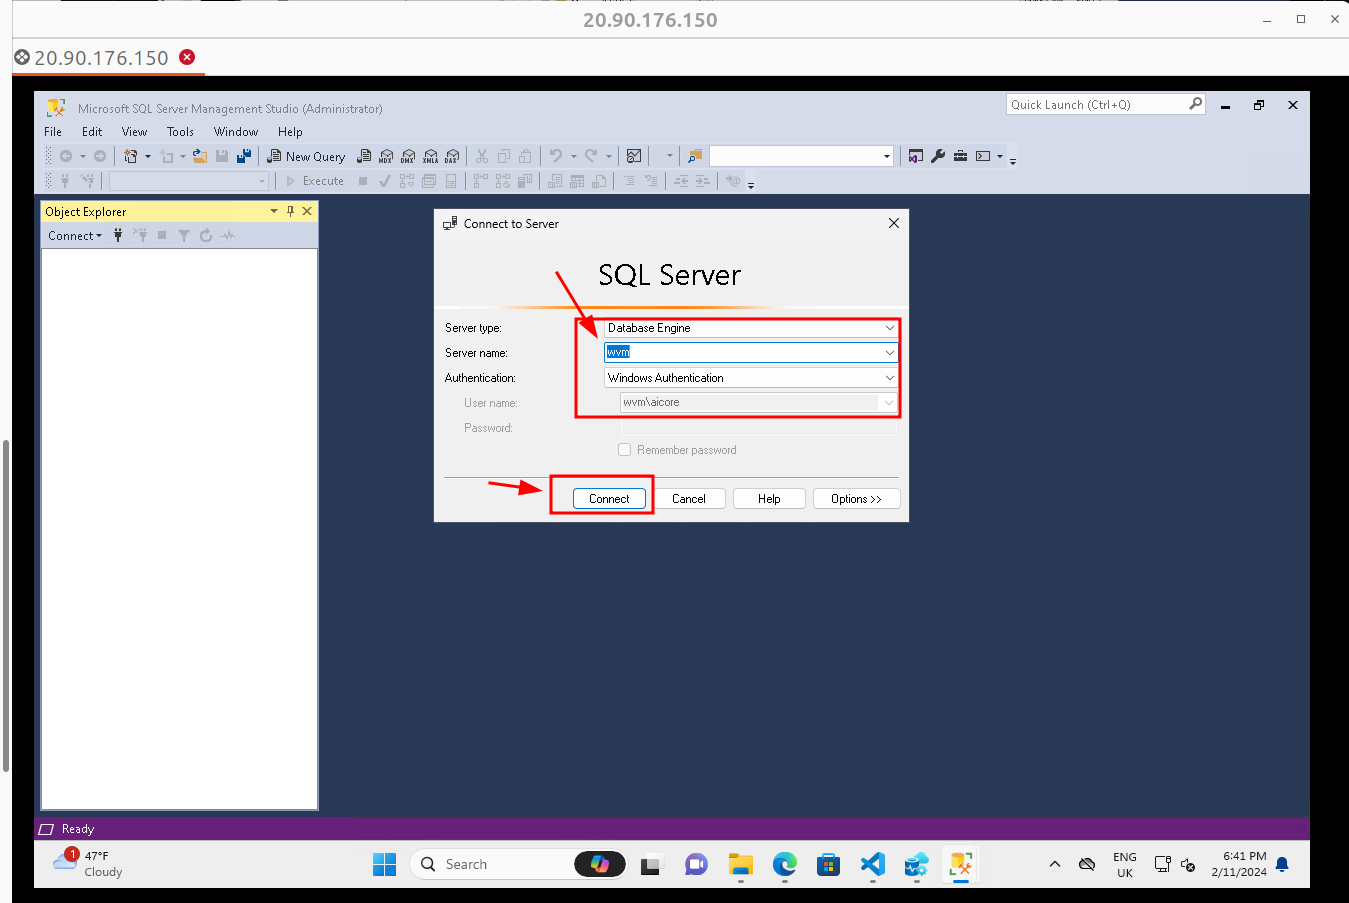 20.90.176.150
20.90.176.150
Microsoft SQL Server Management Studio (Administrator)
Quick Launch (Ctrl+Q)
File Edit View Tools Window Help
New Query MDX DMX XMLA DAX
Execute
Object Explorer
Connect
Connect to Server
SQL Server
Server type: Database Engine
Server name: wvm
Authentication: Windows Authentication
User name: wvm\aicore
Password:
Remember password
Connect Cancel Help Options >>
Ready
1
47°F
Cloudy
Search
ENG
UK
6:41 PM
2/11/2024